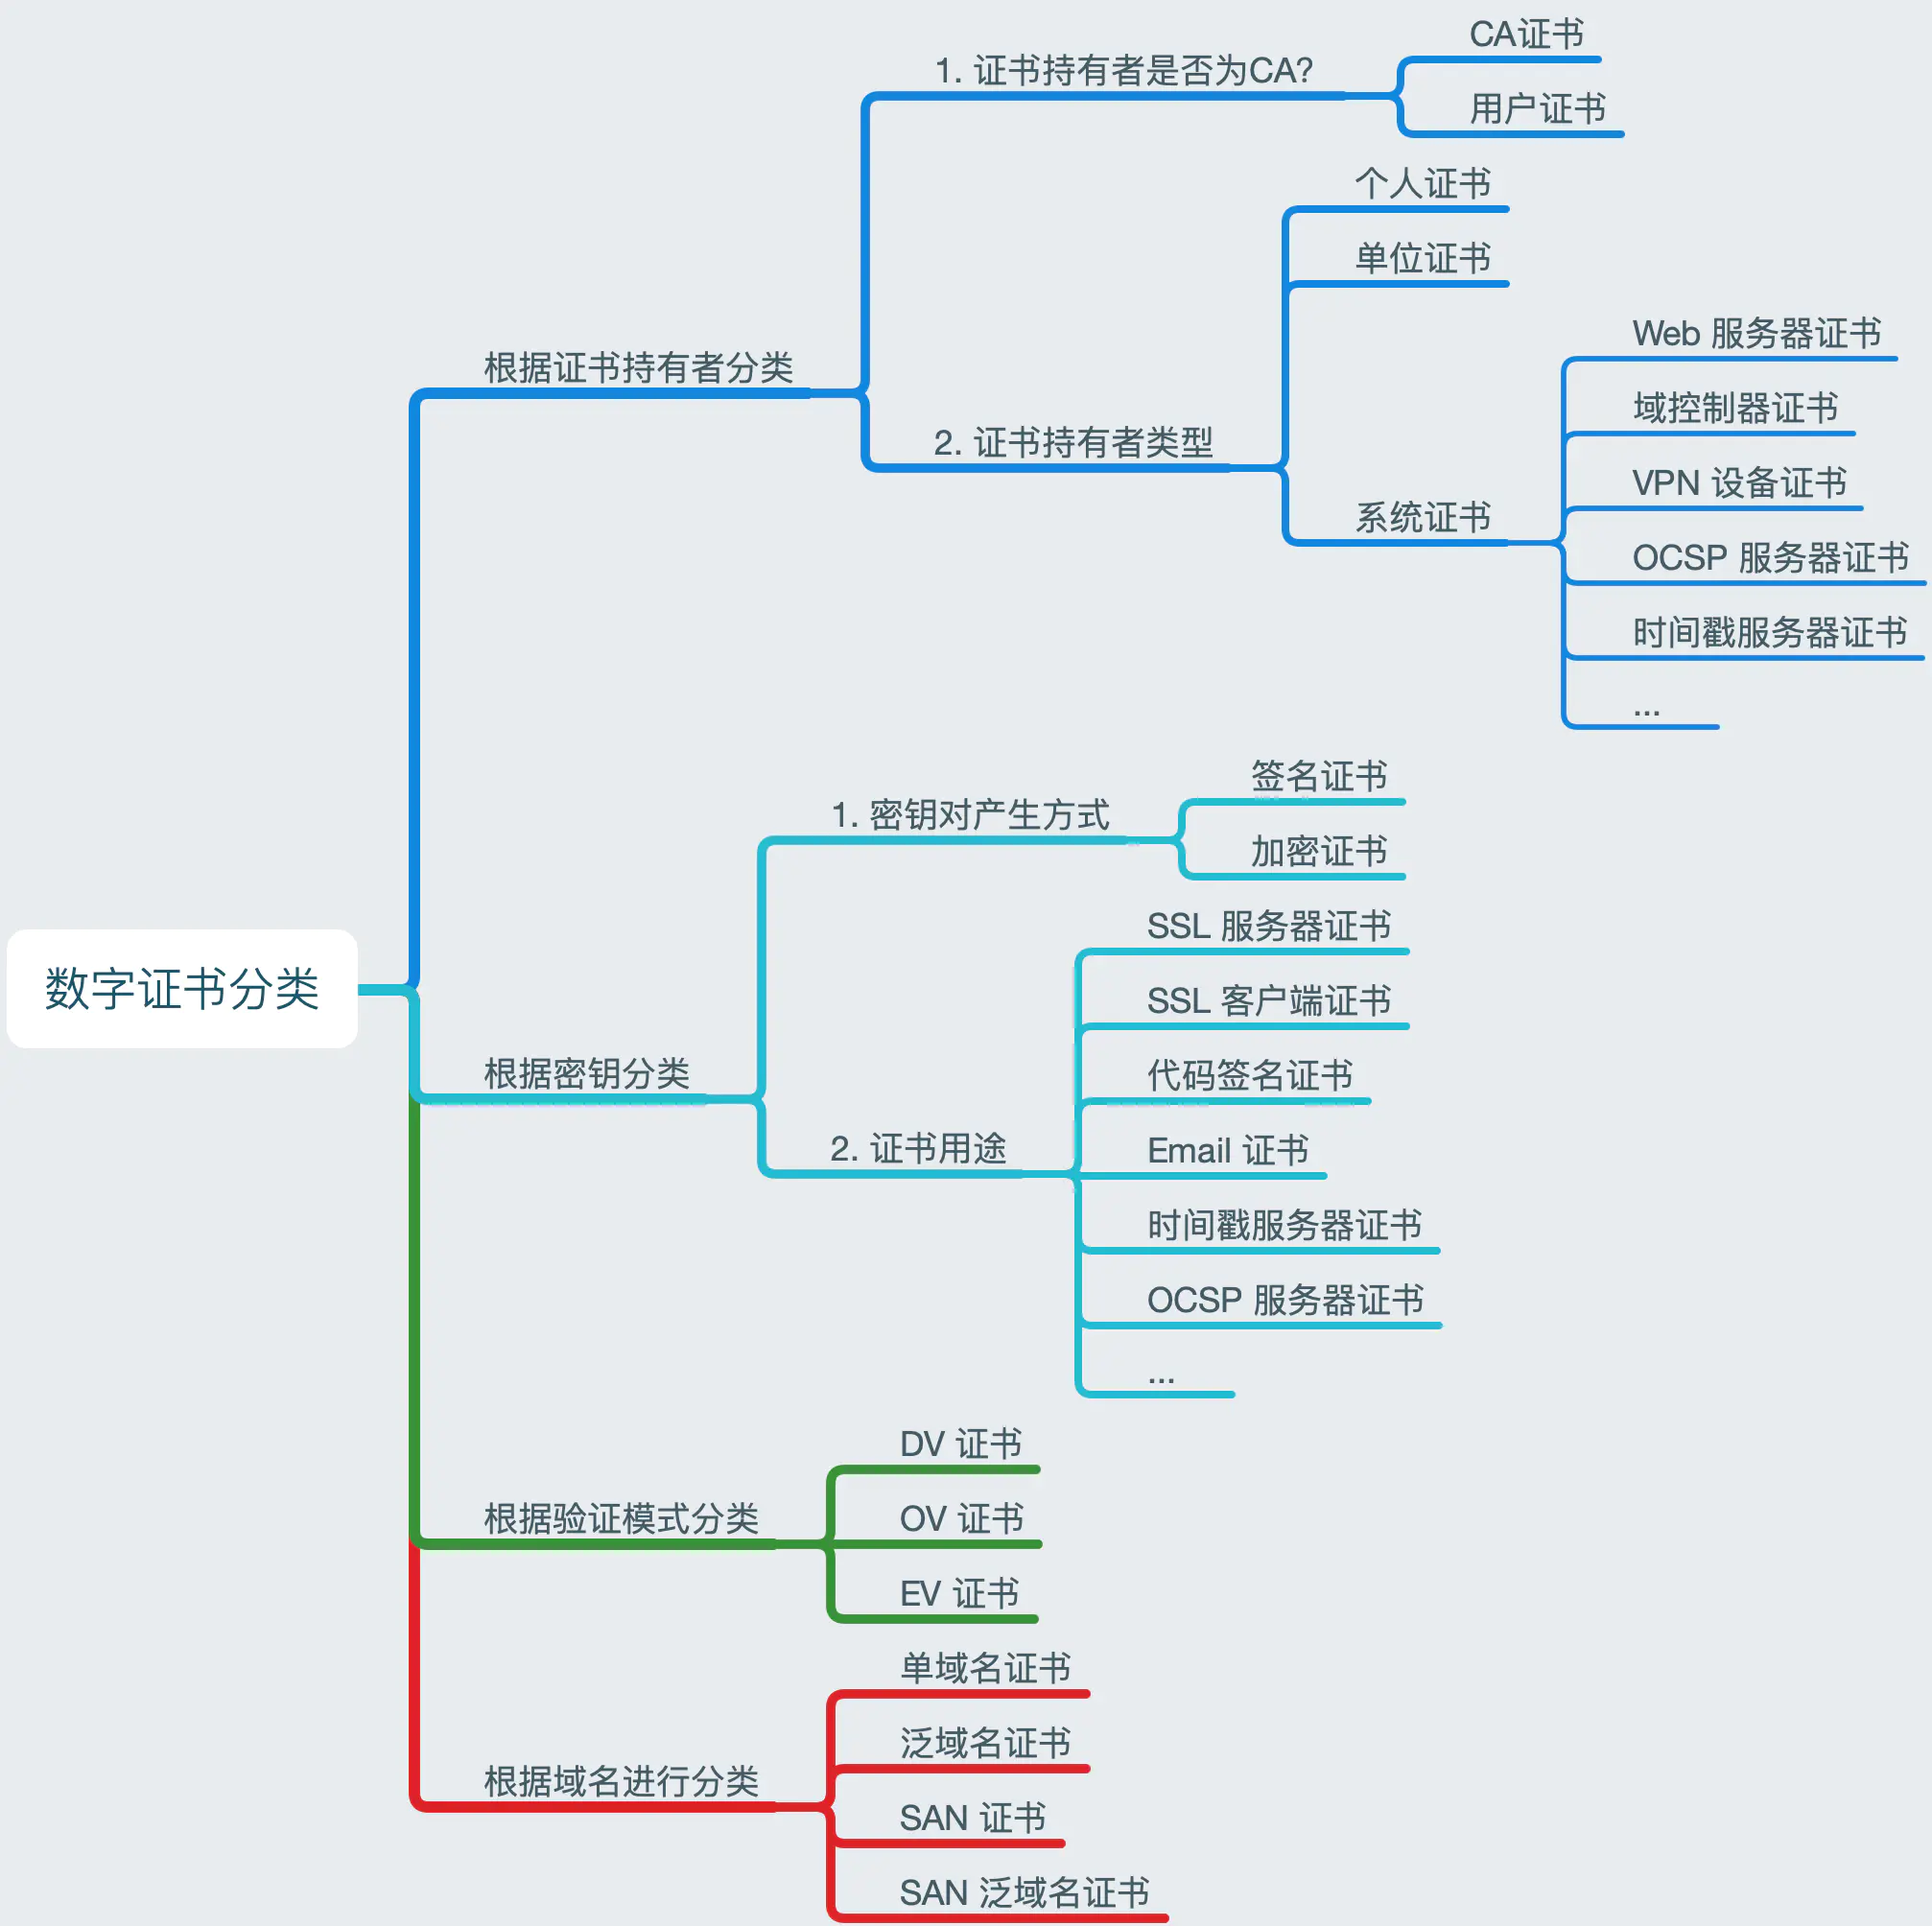 数字证书分类
根据证书持有者分类
1. 证书持有者是否为CA?
CA证书
用户证书
2. 证书持有者类型
个人证书
单位证书
系统证书
Web 服务器证书
域控制器证书
VPN 设备证书
OCSP 服务器证书
时间戳服务器证书
...
根据密钥分类
1. 密钥对产生方式
签名证书
加密证书
2. 证书用途
SSL 服务器证书
SSL 客户端证书
代码签名证书
Email 证书
时间戳服务器证书
OCSP 服务器证书
...
根据验证模式分类
DV 证书
OV 证书
EV 证书
根据域名进行分类
单域名证书
泛域名证书
SAN 证书
SAN 泛域名证书